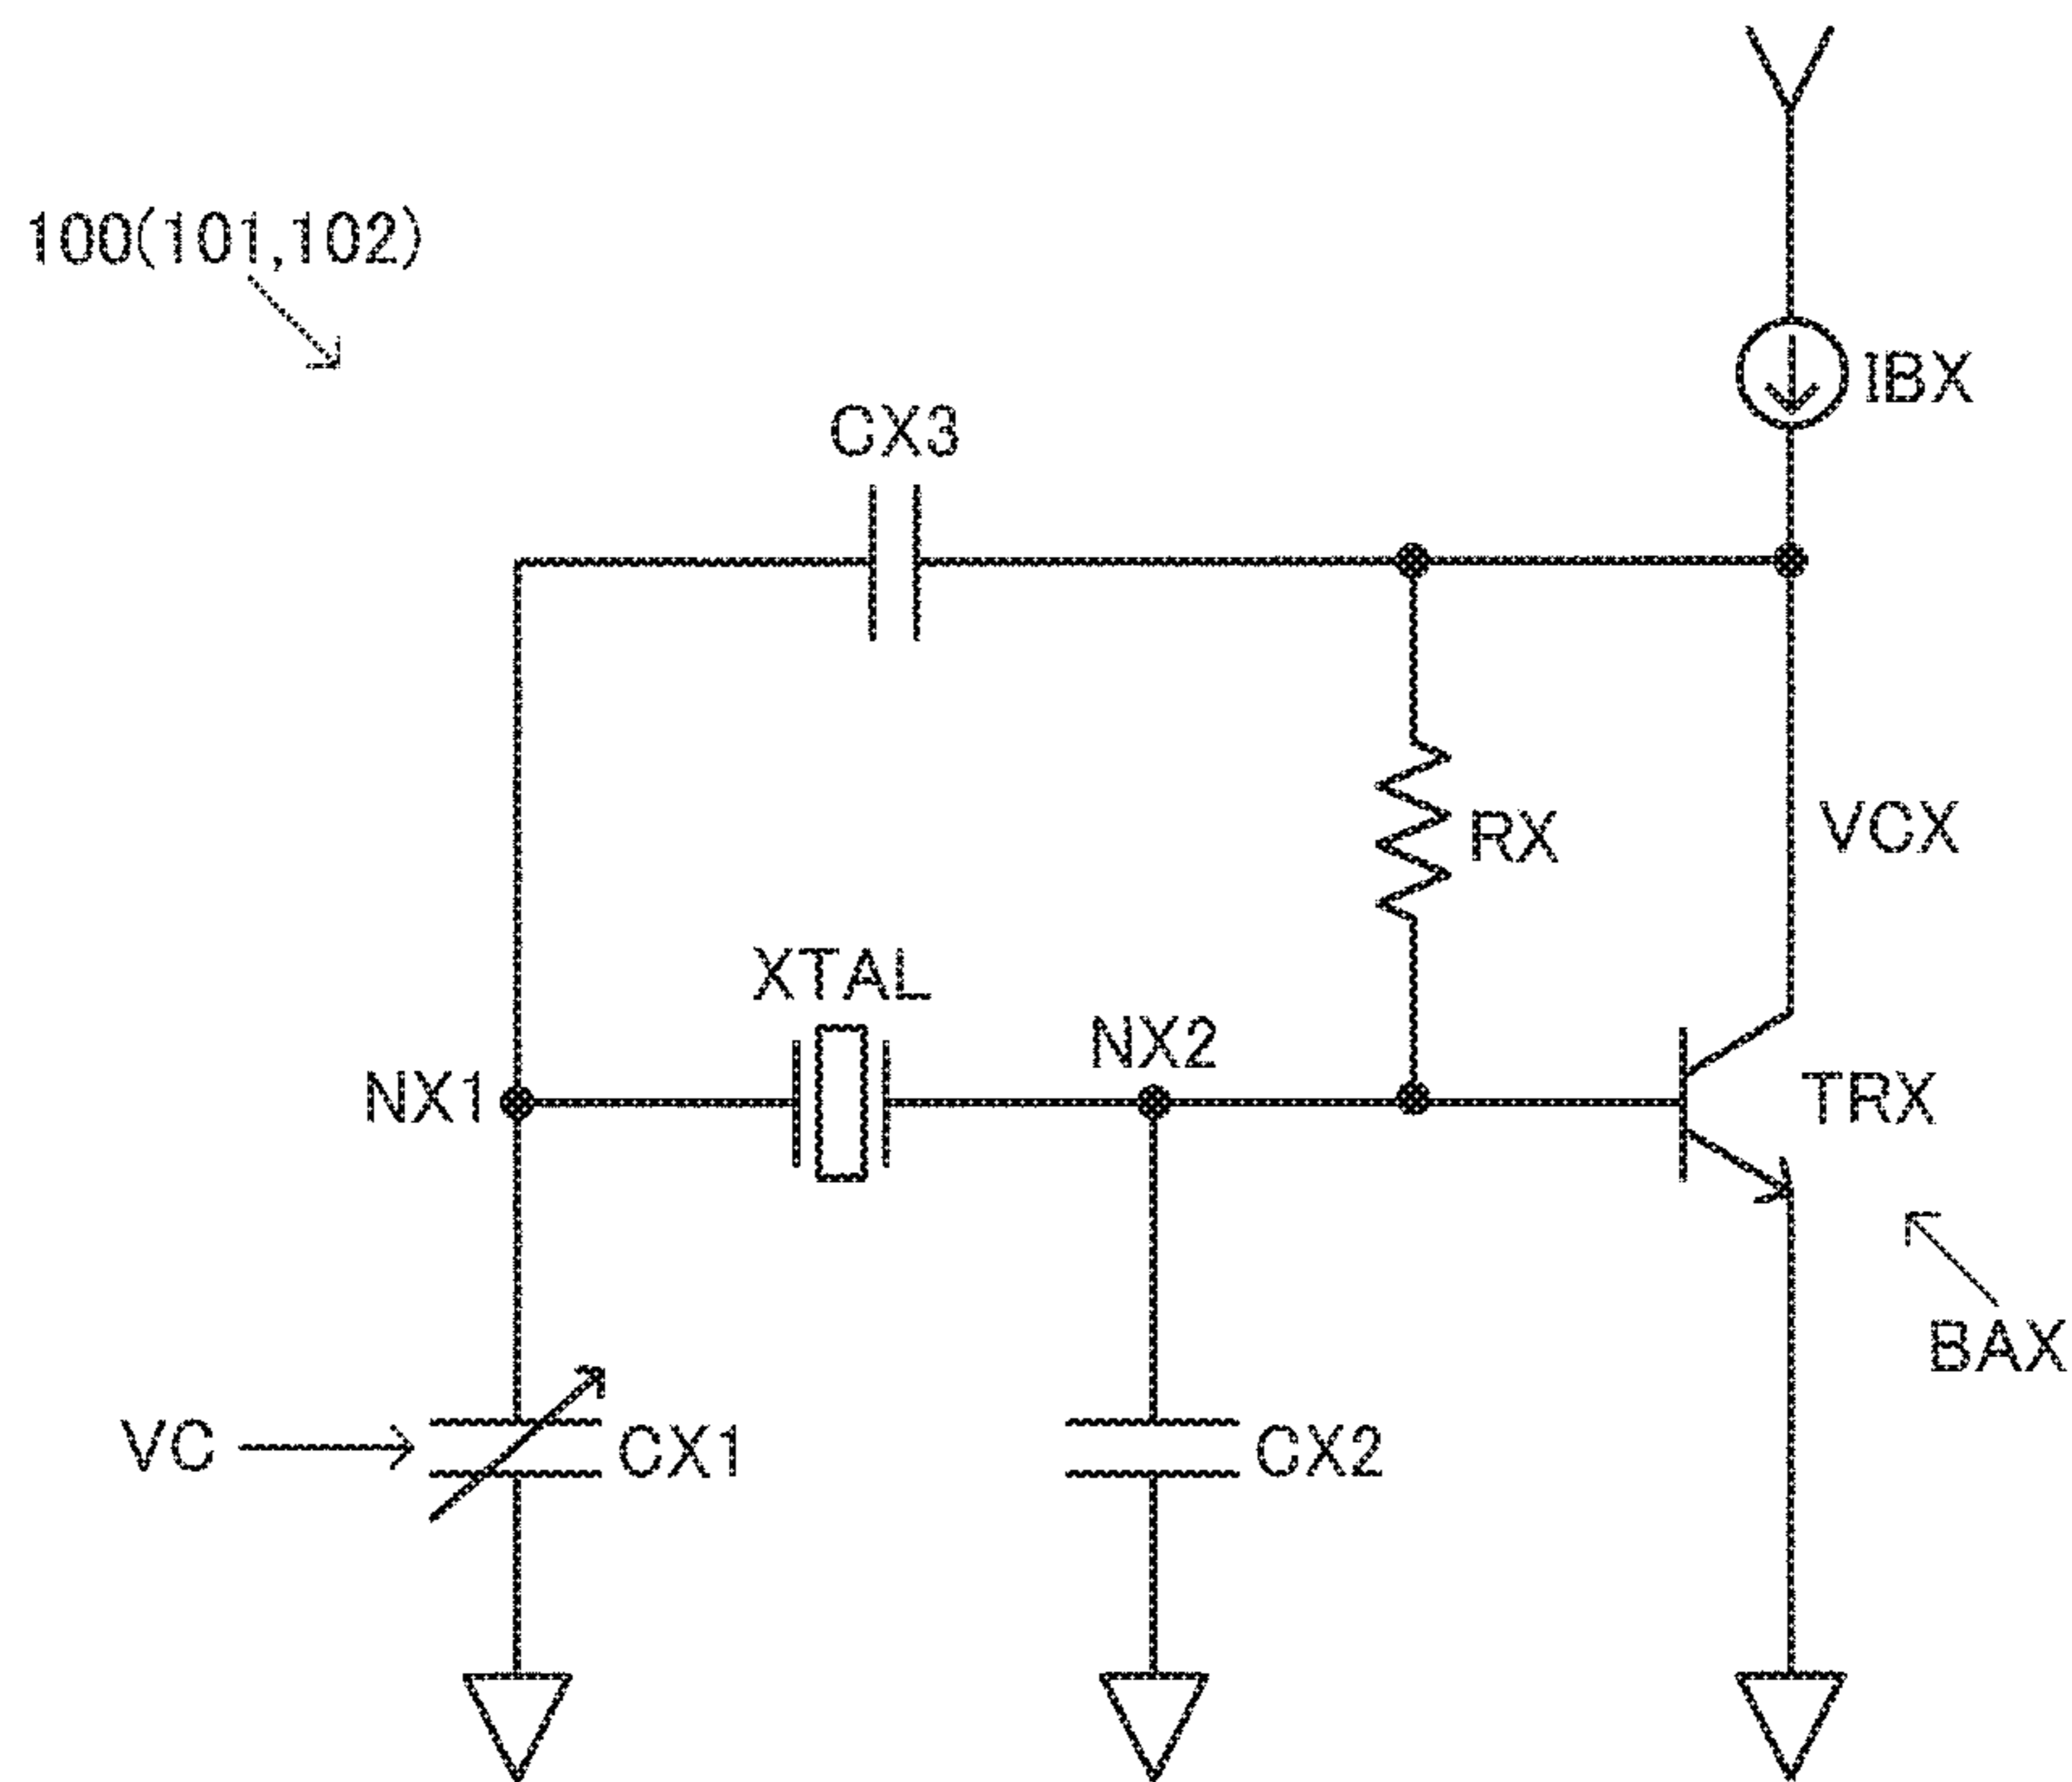 100(101,102)
IBX
CX3
RX
VCX
XTAL
NX2
NX1
TRX
BAX
VC
CX1
CX2